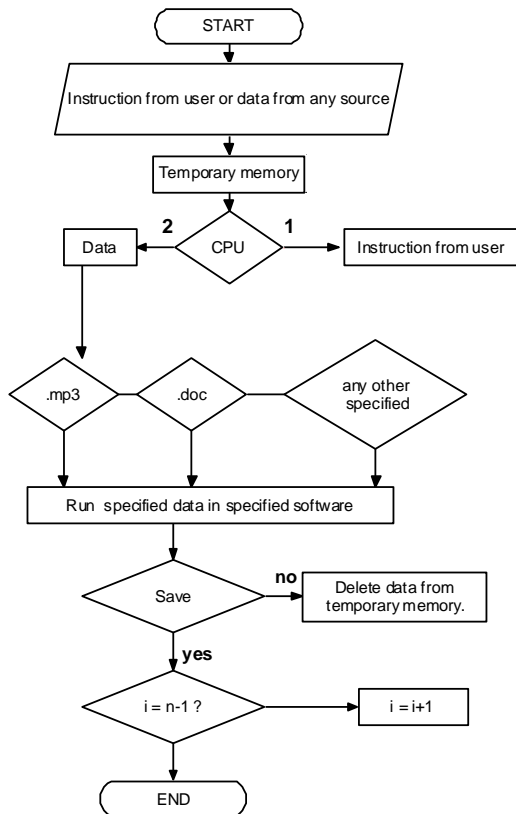 START
Instruction from user or data from any source
Temporary memory
2
1
Data
CPU
Instruction from user
.mp3
.doc
any other
specified
Run specified data in specified software
Save
no
Delete data from
temporary memory.
yes
i = n-1 ?
i = i+1
END